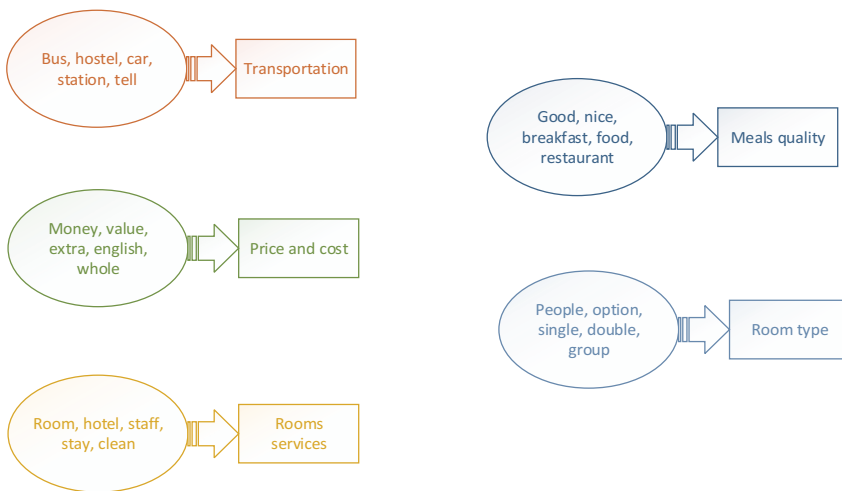 Bus, hostel, car,
station, tell
Transportation
Money, value,
extra, english,
whole
Price and cost
Room, hotel, staff,
stay, clean
Rooms
services
Good, nice,
breakfast, food,
restaurant
Meals quality
People, option,
single, double,
group
Room type